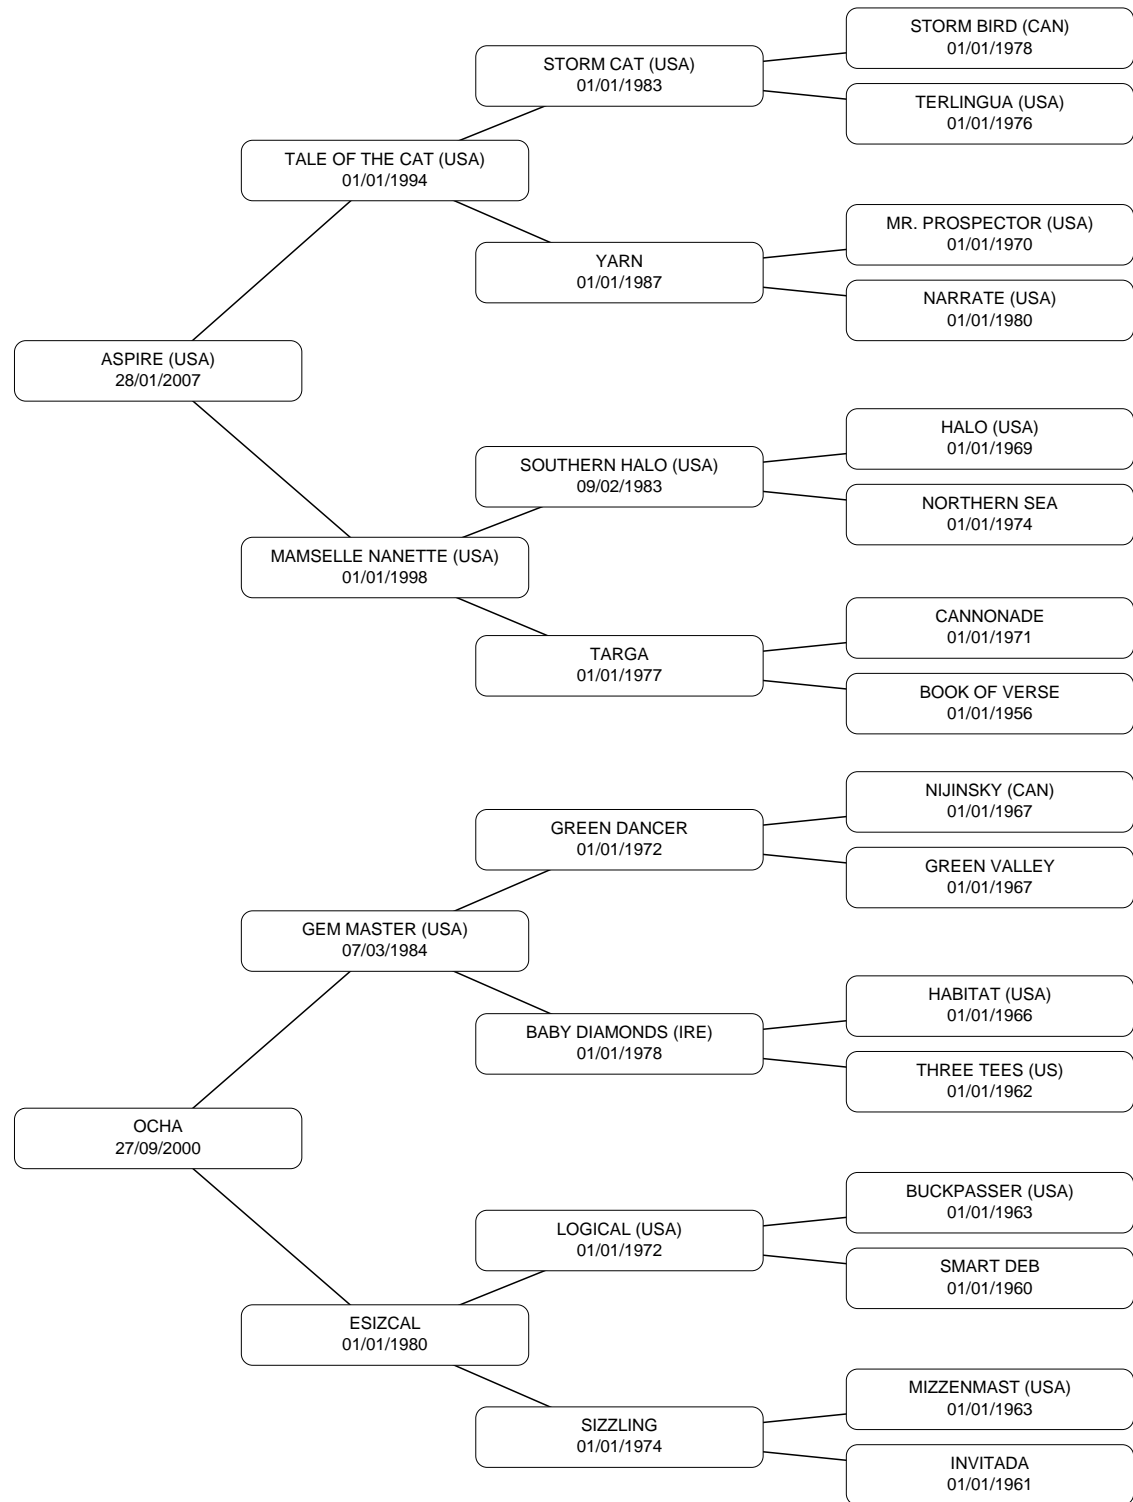 STORM BIRD (CAN)
01/01/1978
STORM CAT (USA)
01/01/1983
TERLINGUA (USA)
01/01/1976
TALE OF THE CAT (USA)
01/01/1994
MR. PROSPECTOR (USA)
01/01/1970
YARN
01/01/1987
NARRATE (USA)
01/01/1980
ASPIRE (USA)
28/01/2007
HALO (USA)
01/01/1969
SOUTHERN HALO (USA)
09/02/1983
NORTHERN SEA
01/01/1974
MAMSELLE NANETTE (USA)
01/01/1998
CANNONADE
01/01/1971
TARGA
01/01/1977
BOOK OF VERSE
01/01/1956
NIJINSKY (CAN)
01/01/1967
GREEN DANCER
01/01/1972
GREEN VALLEY
01/01/1967
GEM MASTER (USA)
07/03/1984
HABITAT (USA)
01/01/1966
BABY DIAMONDS (IRE)
01/01/1978
THREE TEES (US)
01/01/1962
OCHA
27/09/2000
BUCKPASSER (USA)
01/01/1963
LOGICAL (USA)
01/01/1972
SMART DEB
01/01/1960
ESIZCAL
01/01/1980
MIZZENMAST (USA)
01/01/1963
SIZZLING
01/01/1974
INVITADA
01/01/1961